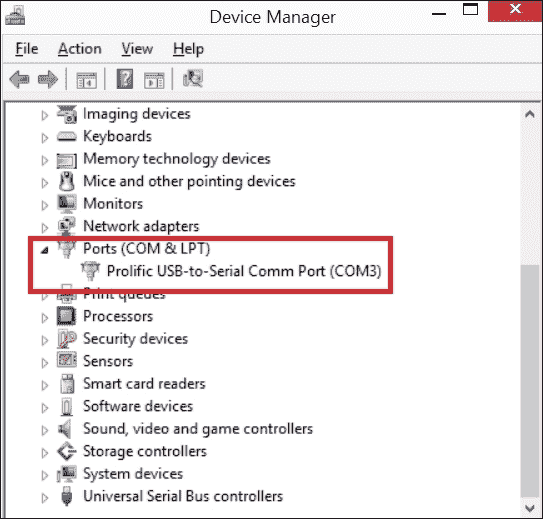 Device Manager
File Action View Help
Imaging devices
Keyboards
Memory technology devices
Mice and other pointing devices
Monitors
Network adapters
Ports (COM & LPT)
Prolific USB-to-Serial Comm Port (COM3)
Print queues
Processors
Security devices
Sensors
Smart card readers
Software devices
Sound, video and game controllers
Storage controllers
System devices
Universal Serial Bus controllers